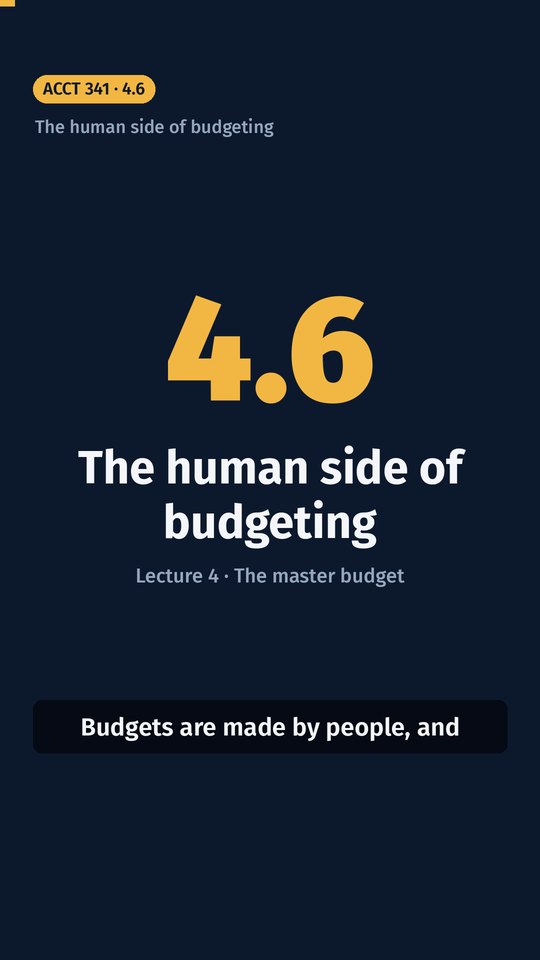 ACCT 341 · 4.6
The human side of budgeting
4.6
The human side of
budgeting
Lecture 4 · The master budget
Budgets are made by people, and